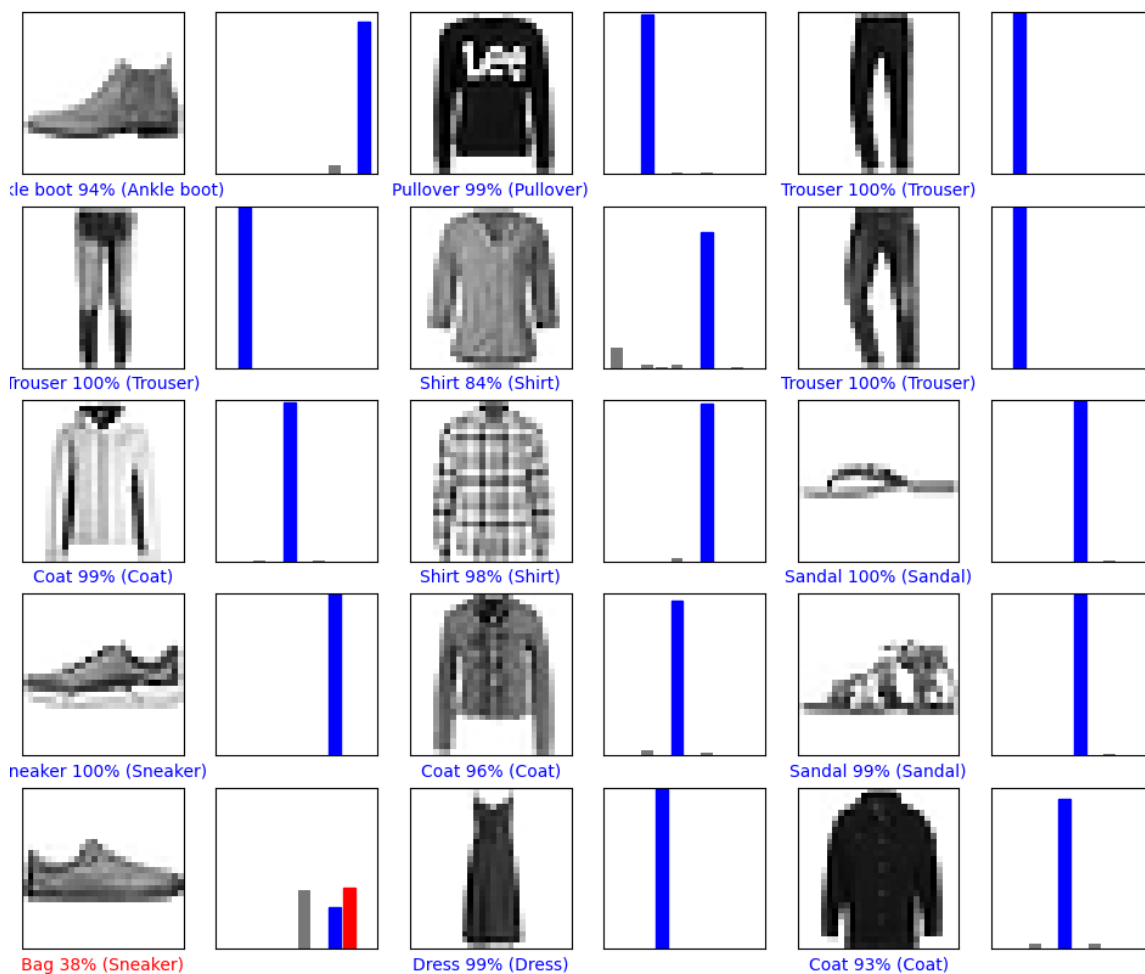 Lee
kle boot 94% (Ankle boot)
Pullover 99% (Pullover)
Trouser 100% (Trouser)
Trouser 100% (Trouser)
Shirt 84% (Shirt)
Trouser 100% (Trouser)
Coat 99% (Coat)
Shirt 98% (Shirt)
Sandal 100% (Sandal)
neaker 100% (Sneaker)
Coat 96% (Coat)
Sandal 99% (Sandal)
Bag 38% (Sneaker)
Dress 99% (Dress)
Coat 93% (Coat)